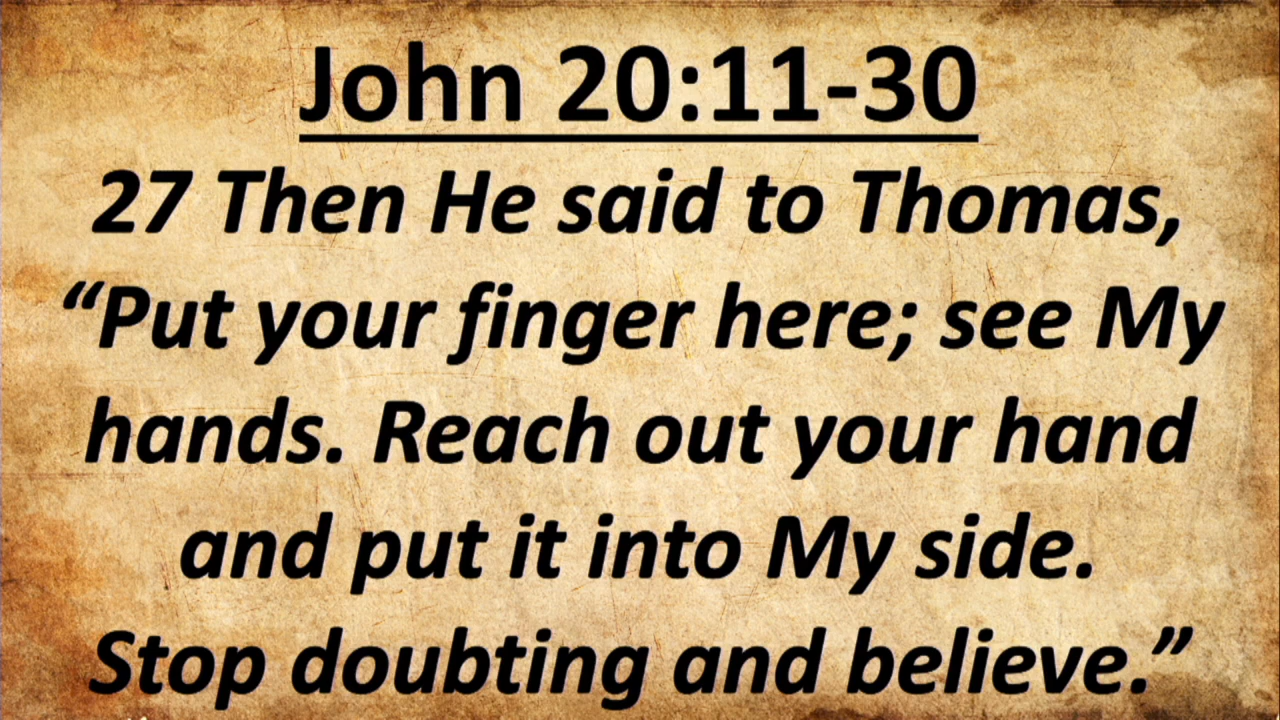 John 20:11-30
27 Then He said to Thomas,
“Put your finger here; see My
hands. Reach out your hand
and put it into My side.
Stop doubting and believe.”